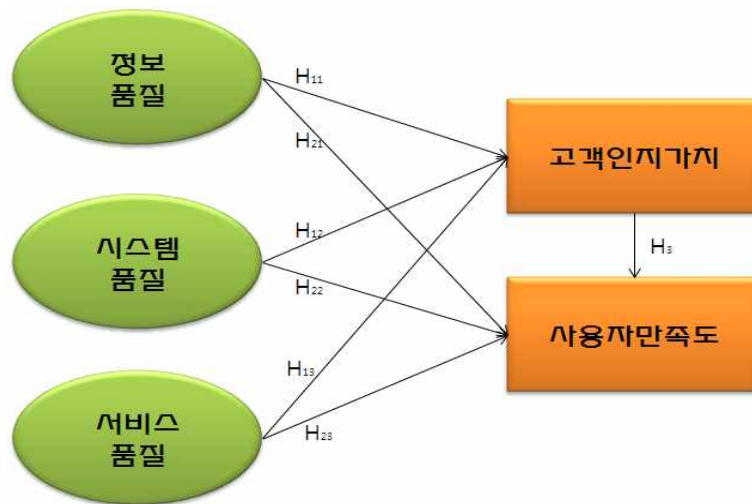 정보
품질
H11
H21
고객인지가치
시스템
품질
H12
H22
H3
사용자만족도
서비스
품질
H13
H23